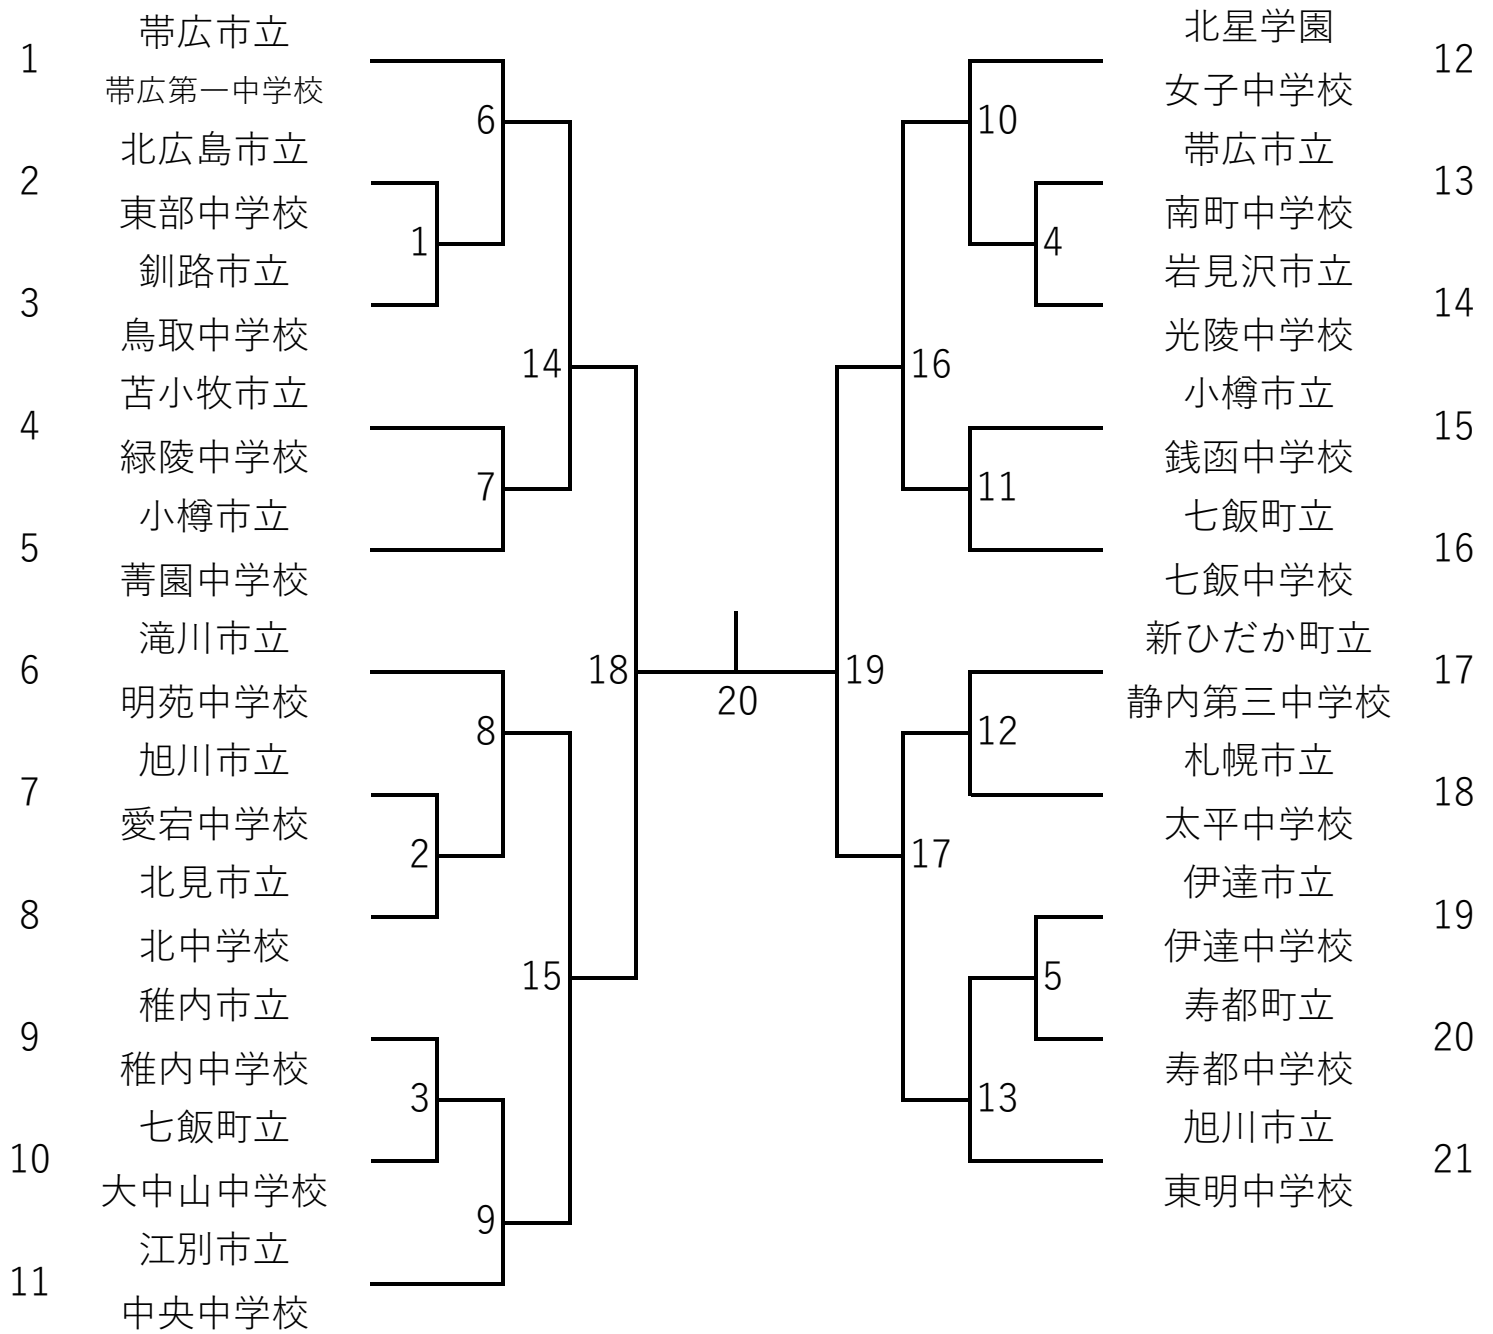 1
帯広市立
帯広第一中学校
2
北広島市立
東部中学校
3
釧路市立
鳥取中学校
4
苫小牧市立
緑陵中学校
5
小樽市立
菁園中学校
6
滝川市立
明苑中学校
7
旭川市立
愛宕中学校
8
北見市立
北中学校
9
稚内市立
稚内中学校
10
七飯町立
大中山中学校
11
江別市立
中央中学校
6
1
14
7
18
8
2
15
3
9
20
10
4
16
11
19
12
17
5
13
北星学園
女子中学校
12
帯広市立
南町中学校
13
岩見沢市立
光陵中学校
14
小樽市立
銭函中学校
15
七飯町立
七飯中学校
16
新ひだか町立
静内第三中学校
17
札幌市立
太平中学校
18
伊達市立
伊達中学校
19
寿都町立
寿都中学校
20
旭川市立
東明中学校
21